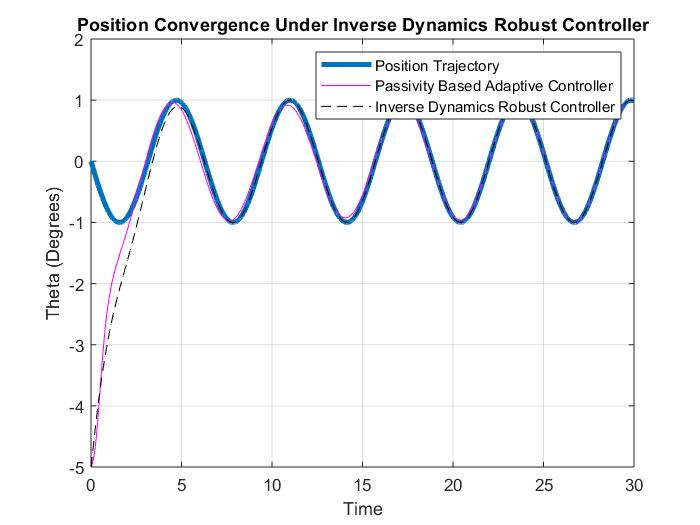 Position Convergence Under Inverse Dynamics Robust Controller
Position Trajectory
Passivity Based Adaptive Controller
Inverse Dynamics Robust Controller
Theta (Degrees)
2
1
0
-1
-2
-3
-4
-5
0 5 10 15 20 25 30
Time